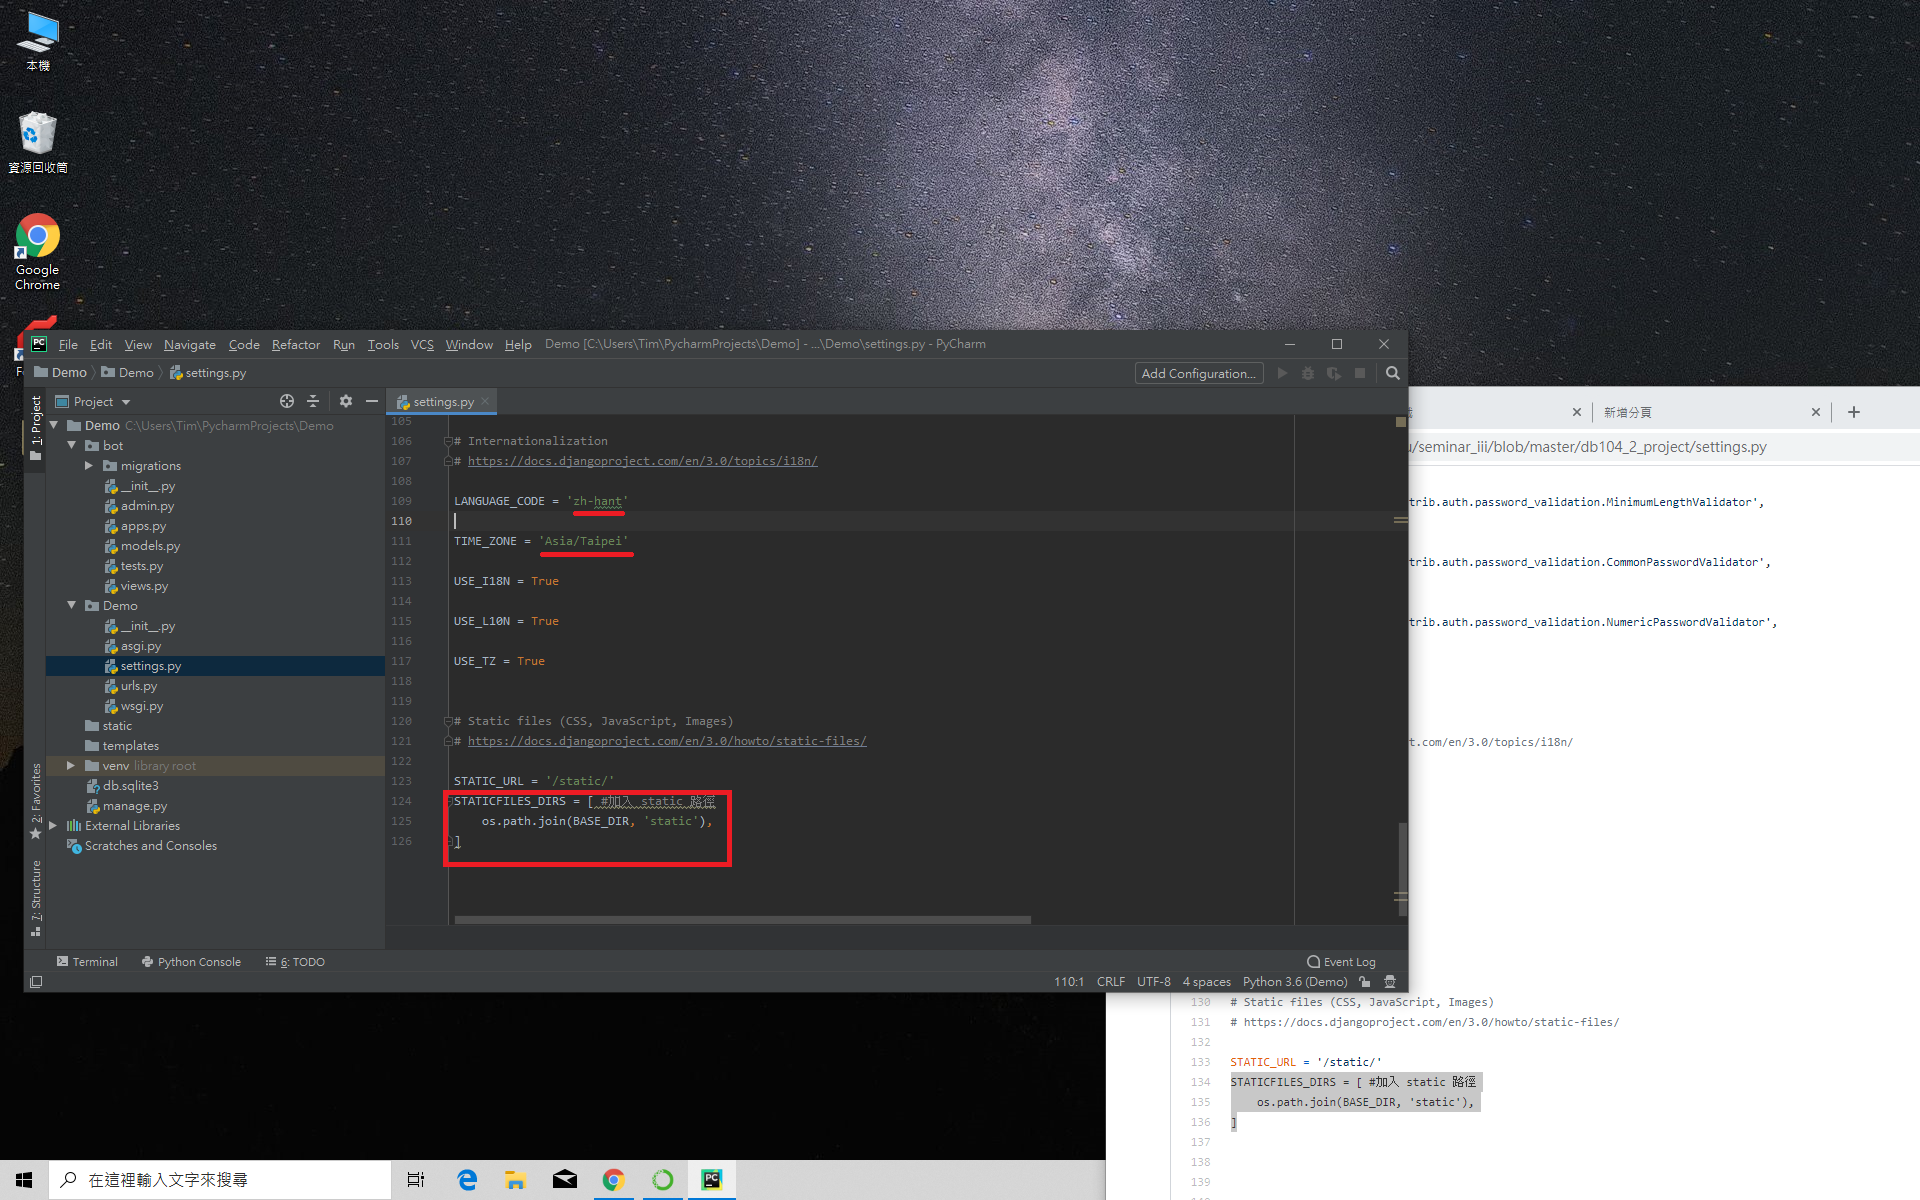 本機
資源回收筒
Google
Chrome
File Edit View Navigate Code Refactor Run Tools VCS Window Help Demo [C:\Users\Tim\PycharmProjects\Demo] - ...\Demo\settings.py - PyCharm
Demo Demo settings.py
Add Configuration...
1: Project
2: Favorites
7: Structure
Project
Demo C:\Users\Tim\PycharmProjects\Demo
bot
migrations
__init__.py
admin.py
apps.py
models.py
tests.py
views.py
Demo
__init__.py
asgi.py
settings.py
urls.py
wsgi.py
static
templates
venv library root
db.sqlite3
manage.py
External Libraries
Scratches and Consoles
settings.py
105
106 # Internationalization
107 # https://docs.djangoproject.com/en/3.0/topics/i18n/
108
109 LANGUAGE_CODE = 'zh-hant'
110
111 TIME_ZONE = 'Asia/Taipei'
112
113 USE_I18N = True
114
115 USE_L10N = True
116
117 USE_TZ = True
118
119
120 # Static files (CSS, JavaScript, Images)
121 # https://docs.djangoproject.com/en/3.0/howto/static-files/
122
123 STATIC_URL = '/static/'
124 STATICFILES_DIRS = [ #加入 static 路徑
125 os.path.join(BASE_DIR, 'static'),
126 ]
Terminal Python Console 6: TODO Event Log
110:1 CRLF UTF-8 4 spaces Python 3.6 (Demo)
新增分頁
u/seminar_iii/blob/master/db104_2_project/settings.py
trib.auth.password_validation.MinimumLengthValidator',
trib.auth.password_validation.CommonPasswordValidator',
trib.auth.password_validation.NumericPasswordValidator',
t.com/en/3.0/topics/i18n/
130 # Static files (CSS, JavaScript, Images)
131 # https://docs.djangoproject.com/en/3.0/howto/static-files/
132
133 STATIC_URL = '/static/'
134 STATICFILES_DIRS = [ #加入 static 路徑
135 os.path.join(BASE_DIR, 'static'),
136 ]
137
138
139
在這裡輸入文字來搜尋